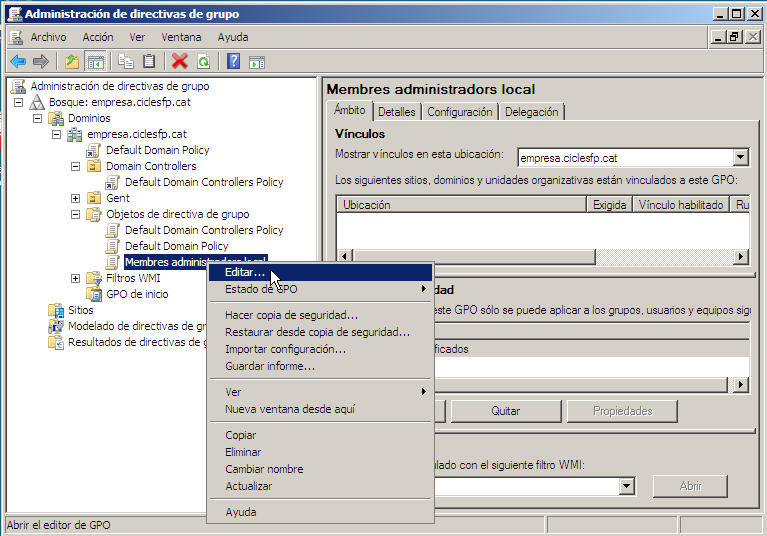 Administración de directivas de grupo
Archivo Acción Ver Ventana Ayuda
Administración de directivas de grupo
Bosque: empresa.ciclesfp.cat
Dominios
empresa.ciclesfp.cat
Default Domain Policy
Domain Controllers
Default Domain Controllers Policy
Gent
Objetos de directiva de grupo
Default Domain Controllers Policy
Default Domain Policy
Membres administradors local
Filtros WMI
GPO de inicio
Sitios
Modelado de directivas de gr
Resultados de directivas de g
Editar...
Estado de GPO
Hacer copia de seguridad...
Restaurar desde copia de seguridad...
Importar configuración...
Guardar informe...
Ver
Nueva ventana desde aquí
Copiar
Eliminar
Cambiar nombre
Actualizar
Ayuda
Membres administradors local
Ámbito Detalles Configuración Delegación
Vínculos
Mostrar vínculos en esta ubicación: empresa.ciclesfp.cat
Los siguientes sitios, dominios y unidades organizativas están vinculados a este GPO:
Ubicación Exigida Vínculo habilitado Ru
dad
este GPO sólo se puede aplicar a los grupos, usuarios y equipos sigu
ficados
Quitar Propiedades
ulado con el siguiente filtro WMI:
Abrir
Abrir el editor de GPO